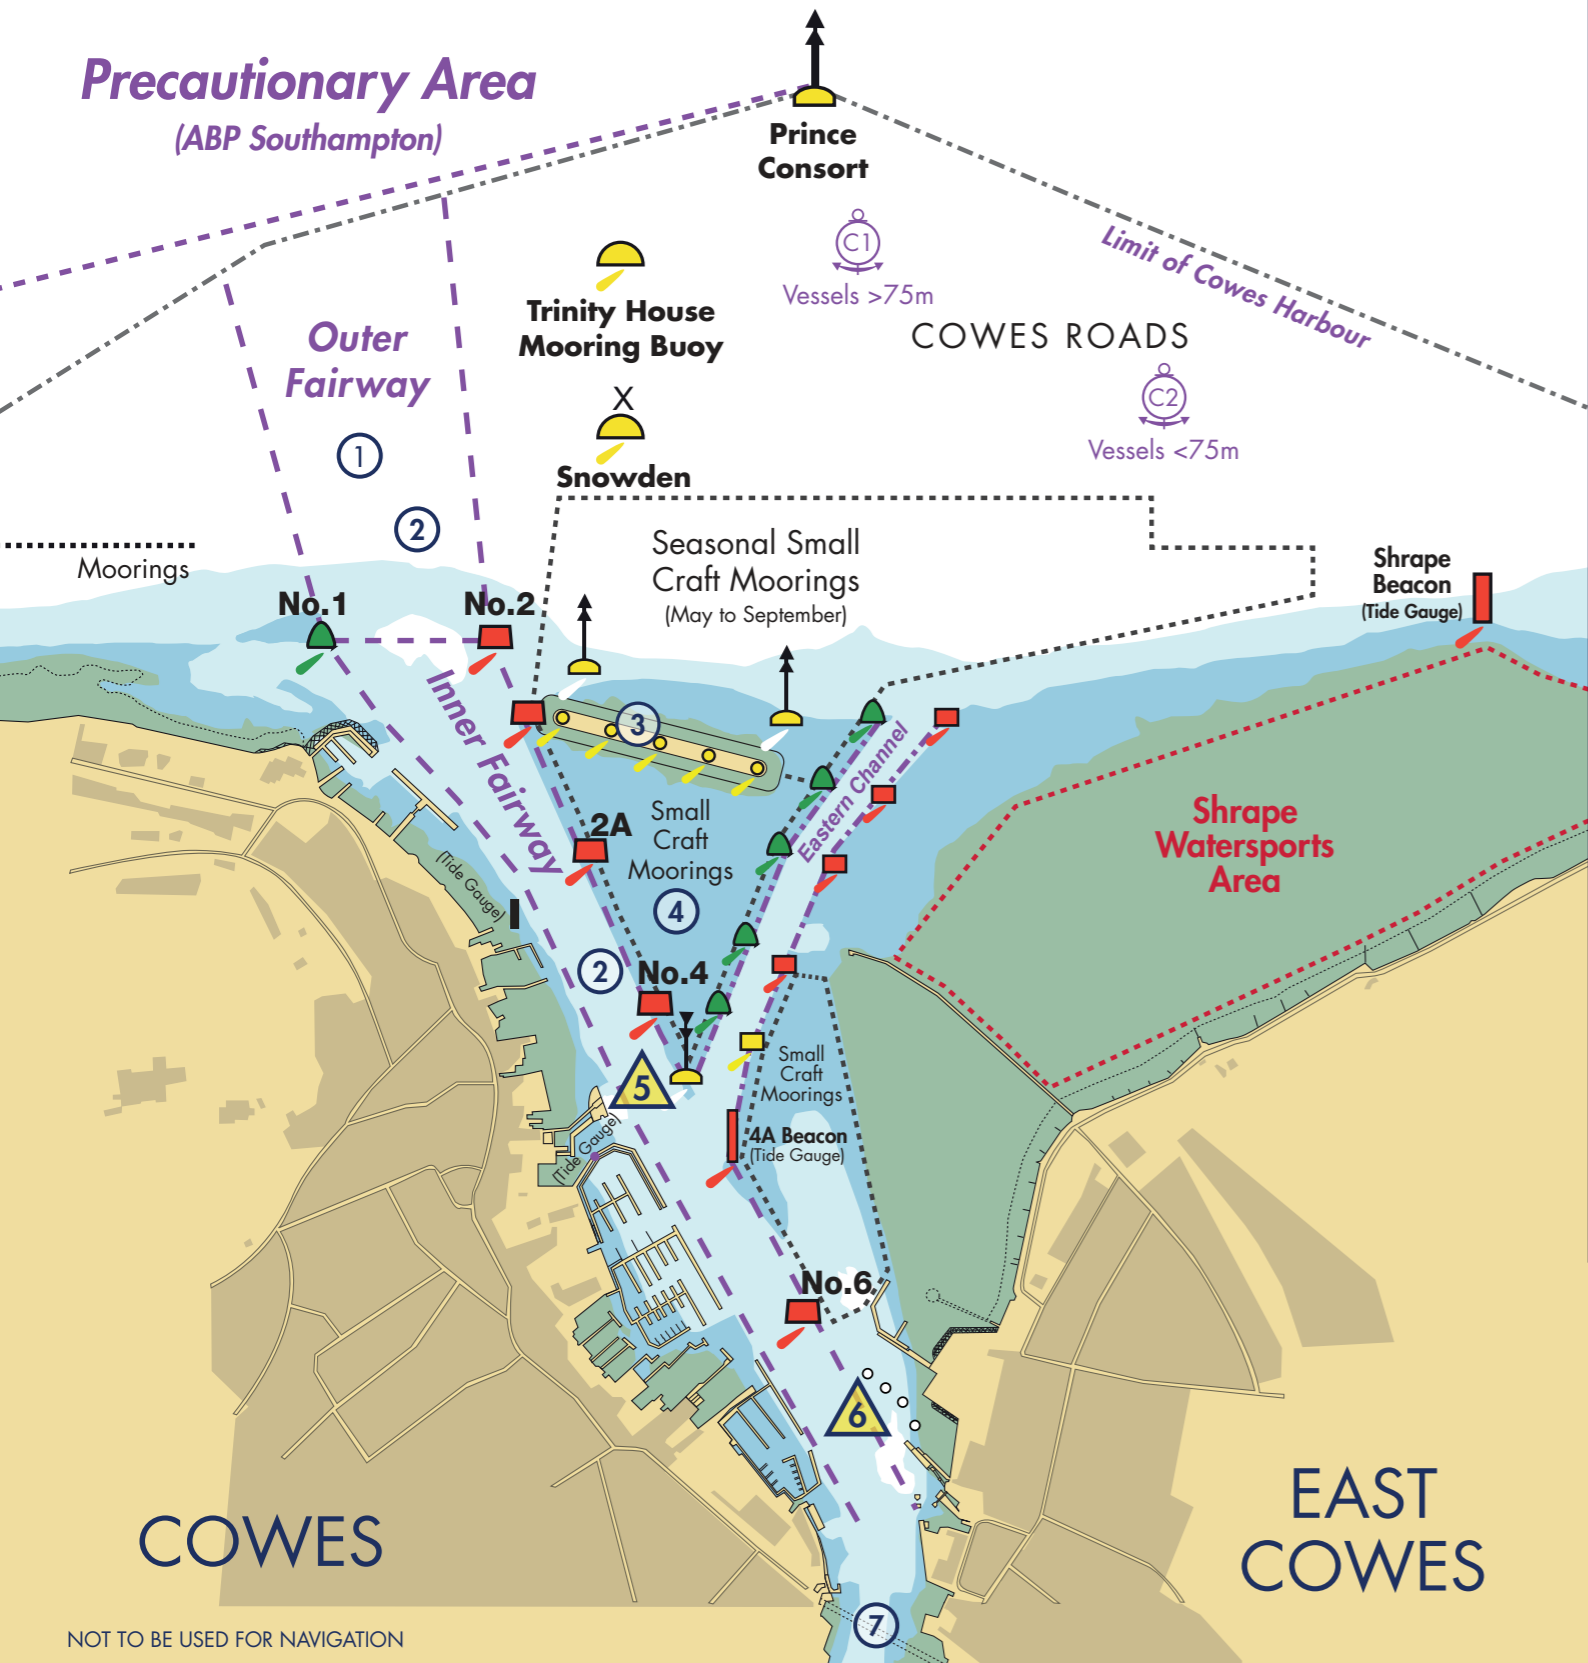 Precautionary Area
(ABP Southampton)
Prince
Consort
C1
Vessels >75m
Limit of Cowes Harbour
Outer
Fairway
Trinity House
Mooring Buoy
COWES ROADS
X
C2
Vessels <75m
Snowden
1
2
Moorings
Seasonal Small
Craft Moorings
(May to September)
Shrape
Beacon
(Tide Gauge)
No.1
No.2
Inner Fairway
3
Eastern Channel
2A
Small
Craft
Moorings
4
Shrape
Watersports
Area
(Tide Gauge)
2
No.4
5
Small
Craft
Moorings
4A Beacon
(Tide Gauge)
(Tide Gauge)
No.6
6
COWES
EAST
COWES
7
NOT TO BE USED FOR NAVIGATION